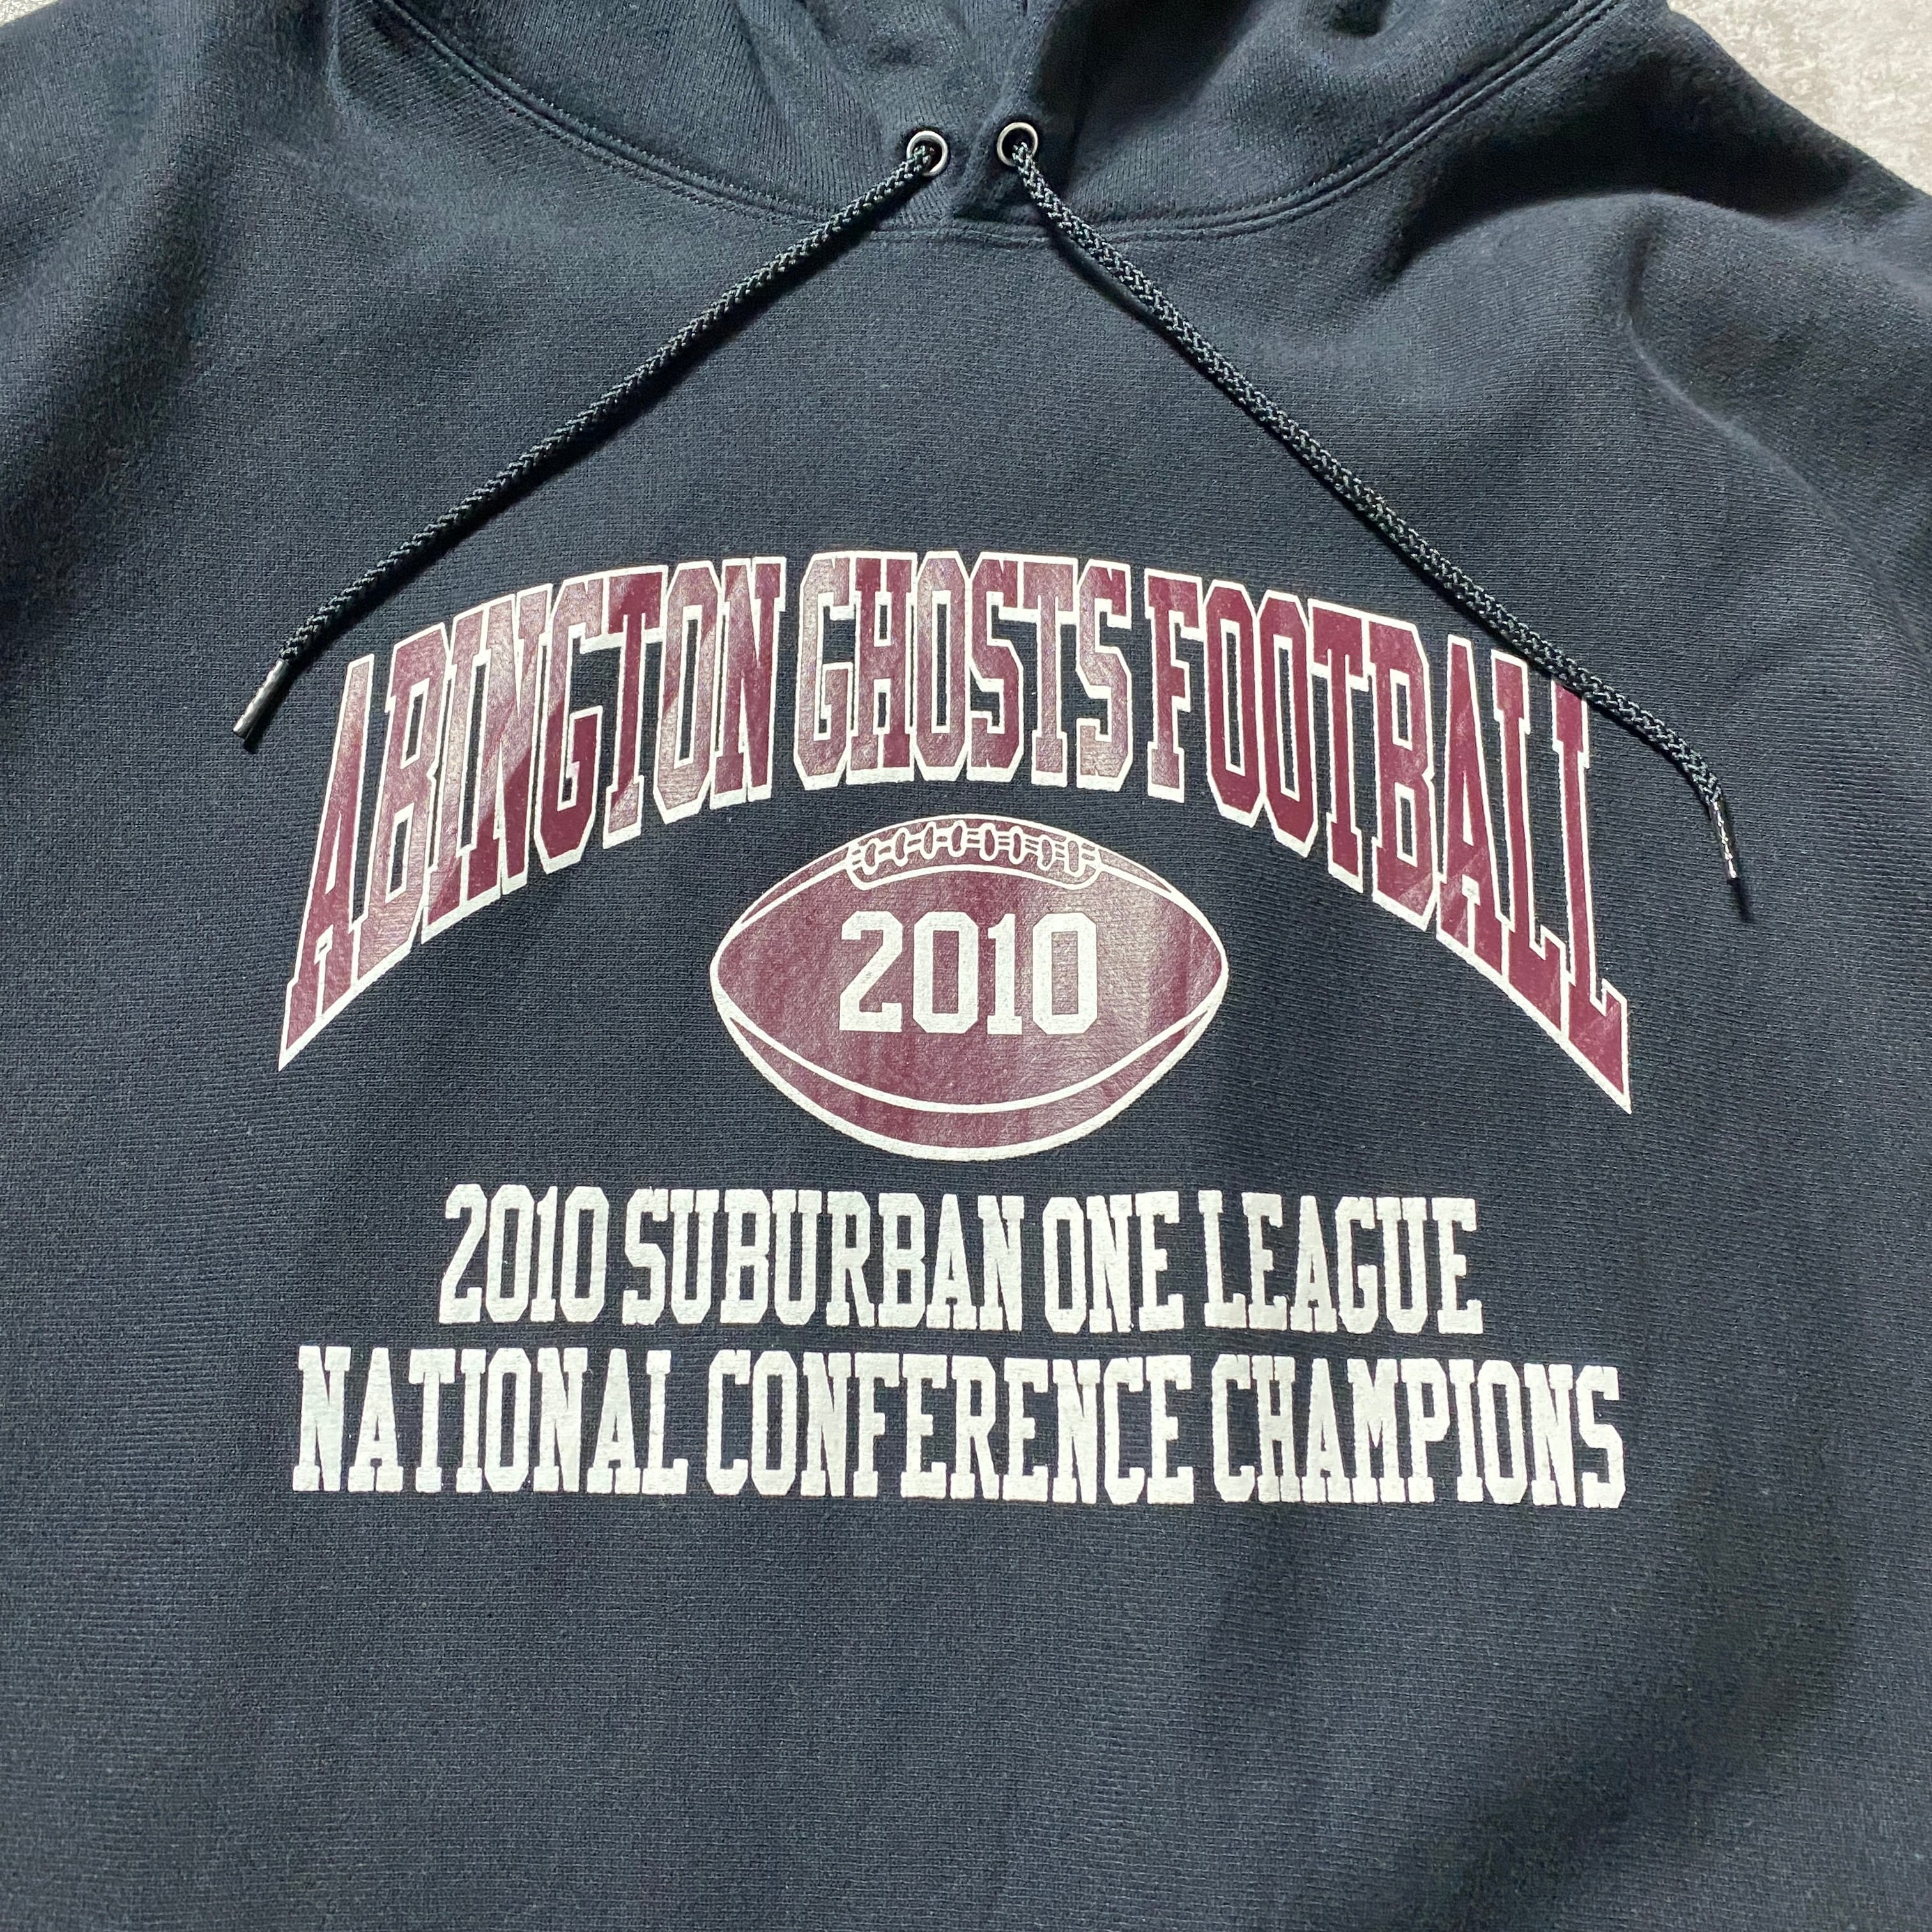 ABINGTON GHOSTS FOOTBALL
2010
2010 SUBURBAN ONE LEAGUE
NATIONAL CONFERENCE CHAMPIONS